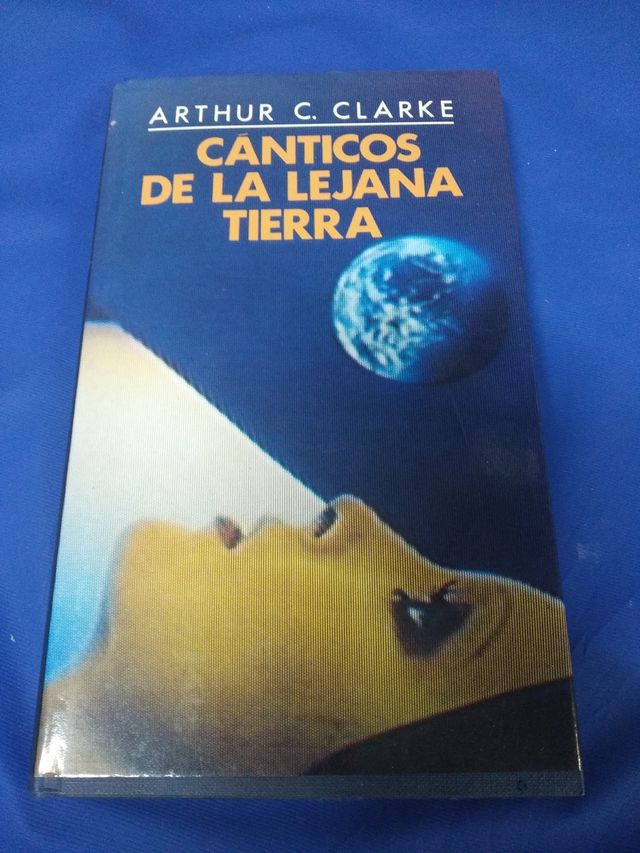 ARTHUR C. CLARKE
CÁNTICOS
DE LA LEJANA
TIERRA